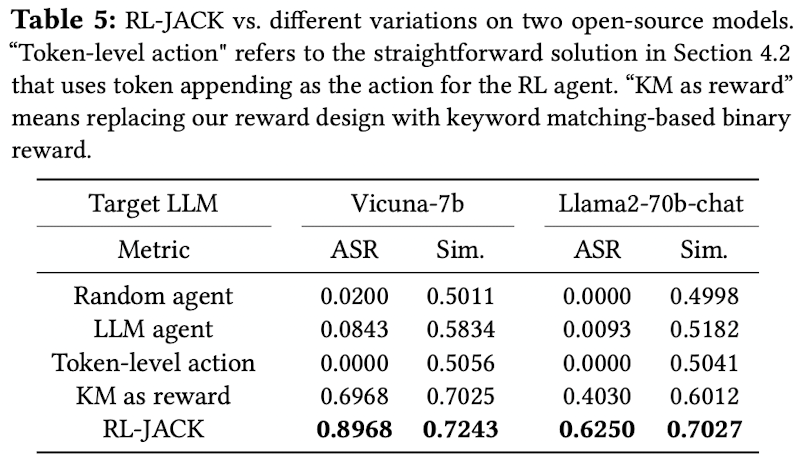 Table 5: RL-JACK vs. different variations on two open-source models.
“Token-level action" refers to the straightforward solution in Section 4.2
that uses token appending as the action for the RL agent. “KM as reward”
means replacing our reward design with keyword matching-based binary
reward.
Target LLM Vicuna-7b Llama2-70b-chat
Metric ASR Sim. ASR Sim.
Random agent 0.0200 0.5011 0.0000 0.4998
LLM agent 0.0843 0.5834 0.0093 0.5182
Token-level action 0.0000 0.5056 0.0000 0.5041
KM as reward 0.6968 0.7025 0.4030 0.6012
RL-JACK 0.8968 0.7243 0.6250 0.7027